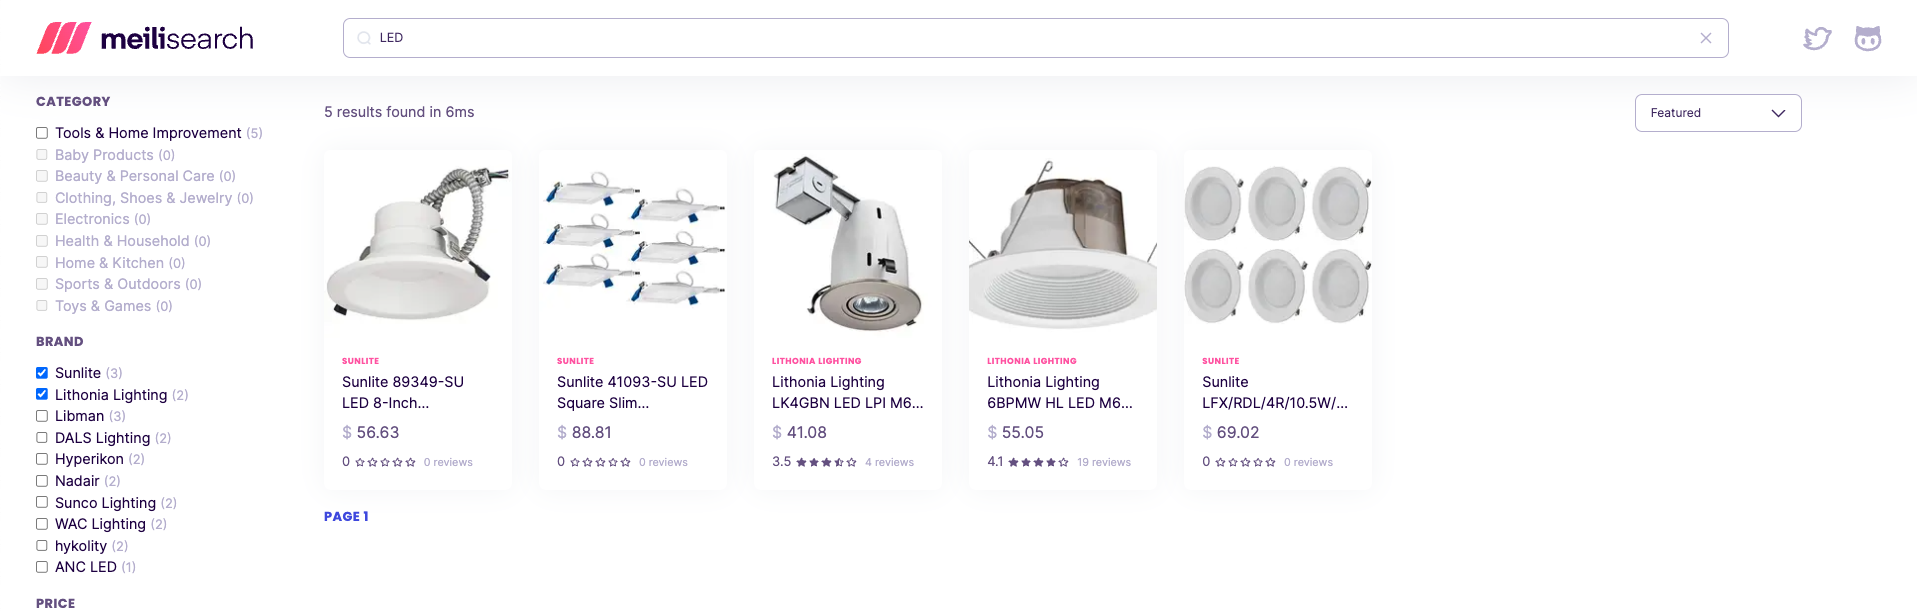 meilisearch
LED
CATEGORY
Tools & Home Improvement (5)
Baby Products (0)
Beauty & Personal Care (0)
Clothing, Shoes & Jewelry (0)
Electronics (0)
Health & Household (0)
Home & Kitchen (0)
Sports & Outdoors (0)
Toys & Games (0)
BRAND
Sunlite (3)
Lithonia Lighting (2)
Libman (3)
DALS Lighting (2)
Hyperikon (2)
Nadair (2)
Sunco Lighting (2)
WAC Lighting (2)
hykolity (2)
ANC LED (1)
PRICE
5 results found in 6ms
Featured
SUNLITE
Sunlite 89349-SU
LED 8-Inch...
$ 56.63
0 0 reviews
SUNLITE
Sunlite 41093-SU LED
Square Slim...
$ 88.81
0 0 reviews
LITHONIA LIGHTING
Lithonia Lighting
LK4GBN LED LPI M6...
$ 41.08
3.5 4 reviews
LITHONIA LIGHTING
Lithonia Lighting
6BPMW HL LED M6...
$ 55.05
4.1 19 reviews
SUNLITE
Sunlite
LFX/RDL/4R/10.5W/...
$ 69.02
0 0 reviews
PAGE 1